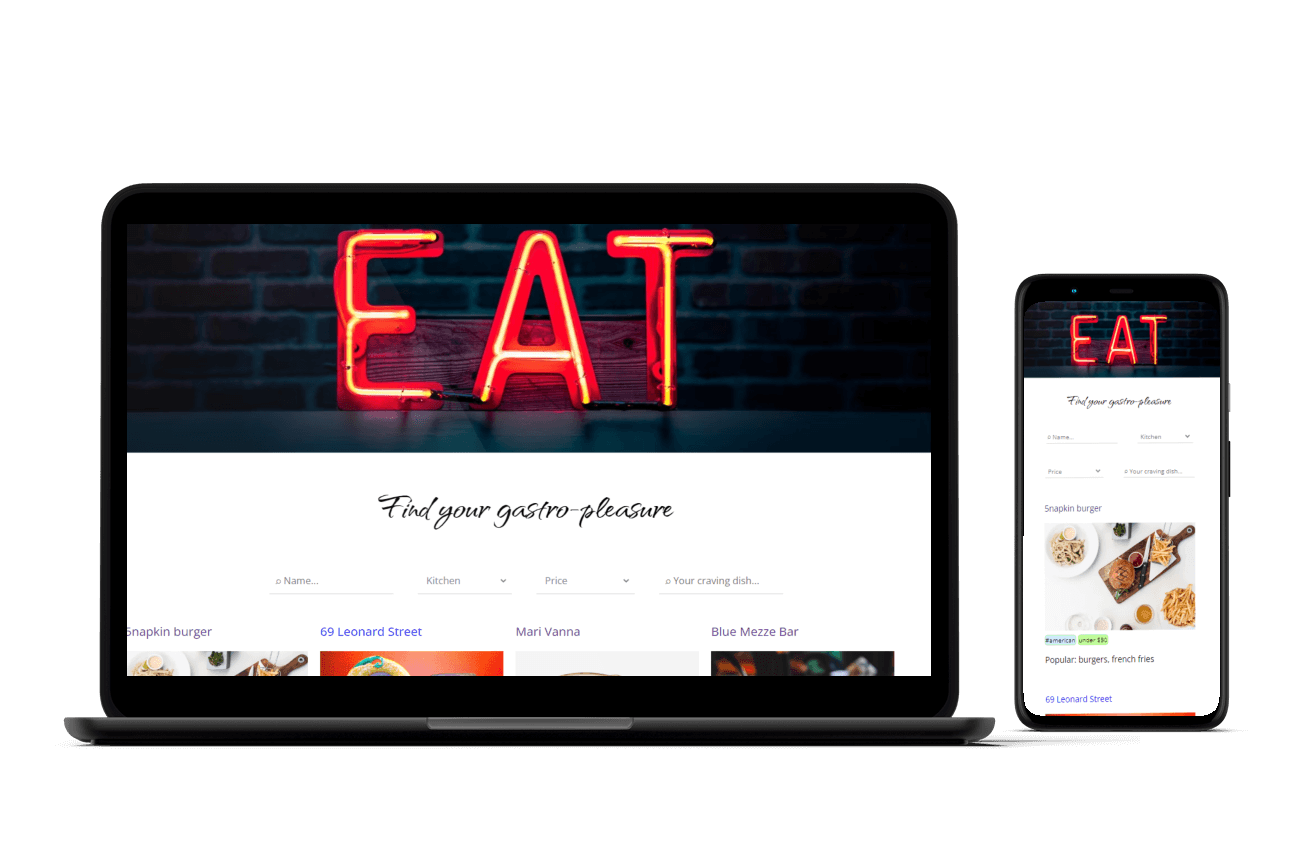 EAT
Find your gastro-pleasure
Name...
Kitchen
Price
Your craving dish...
5napkin burger
69 Leonard Street
Mari Vanna
Blue Mezze Bar
EAT
Find your gastro-pleasure
Name...
Kitchen
Price
Your craving dish...
5napkin burger
#american under $30
Popular: burgers, french fries
69 Leonard Street